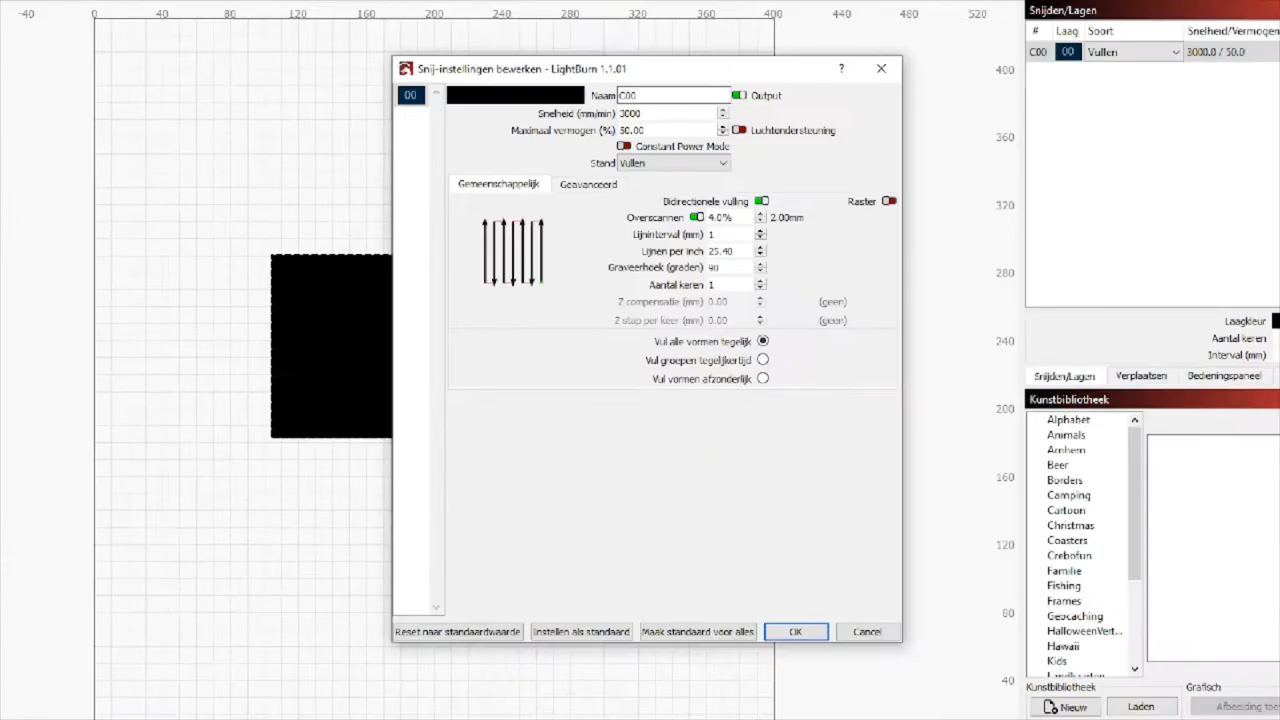 -40 0 40 80 120 160 200 240 280 320 360 400 440 480 520
Snijden/Lagen
# Laag Soort Snelheid/Vermogen
C00 00 Vullen 3000.0 / 50.0
400
360
320
280
240
200
160
120
80
40
Snij-instellingen bewerken - LightBurn 1.1.01 ?
00
Naam C00 Output
Snelheid (mm/min) 3000
Maximaal vermogen (%) 50.00 Luchtondersteuning
Constant Power Mode
Stand Vullen
Gemeenschappelijk Geavanceerd
Bidirectionele vulling Raster
Overscannen 4.0% 2.00mm
Lijninterval (mm) 1
Lijnen per inch 25.40
Graveerhoek (graden) 90
Aantal keren 1
Z compensatie (mm) 0.00 (geen)
Z stap per keer (mm) 0.00 (geen)
Vul alle vormen tegelijk
Vul groepen tegelijkertijd
Vul vormen afzonderlijk
Reset naar standaardwaarde Instellen als standaard Maak standaard voor alles OK Cancel
Laagkleur
Aantal keren
Interval (mm)
Snijden/Lagen Verplaatsen Bedieningspaneel
Kunstbibliotheek
Alphabet
Animals
Arnhem
Beer
Borders
Camping
Cartoon
Christmas
Coasters
Crebofun
Familie
Fishing
Frames
Geocaching
HalloweenVert...
Hawaii
Kids
Kunstbibliotheek Grafisch
Nieuw Laden Afbeelding toe